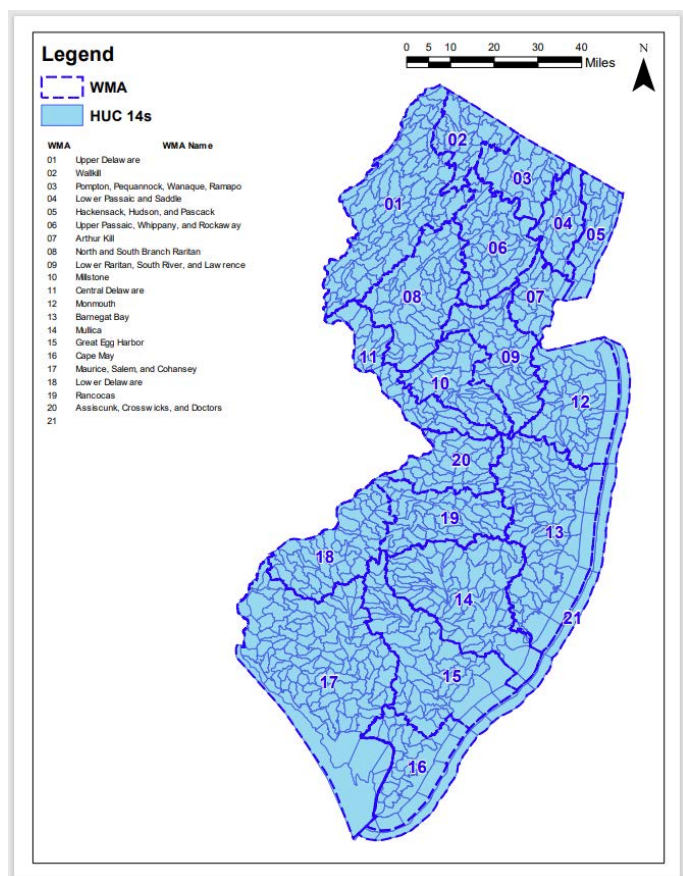 Legend
WMA
HUC 14s
0 5 10 20 30 40
Miles
N
WMA WMA Name
01 Upper Delaware
02 Wallkill
03 Pompton, Pequannock, Wanaque, Ramapo
04 Lower Passaic and Saddle
05 Hackensack, Hudson, and Pascack
06 Upper Passaic, Whippany, and Rockaway
07 Arthur Kill
08 North and South Branch Raritan
09 Lower Raritan, South River, and Lawrence
10 Millstone
11 Central Delaware
12 Monmouth
13 Barnegat Bay
14 Mullica
15 Great Egg Harbor
16 Cape May
17 Maurice, Salem, and Cohansey
18 Lower Delaware
19 Rancocas
20 Assiscunk, Crosswicks, and Doctors
21
02
03
01
04
05
06
08
07
11
09
10
12
20
19
13
18
14
21
15
17
16